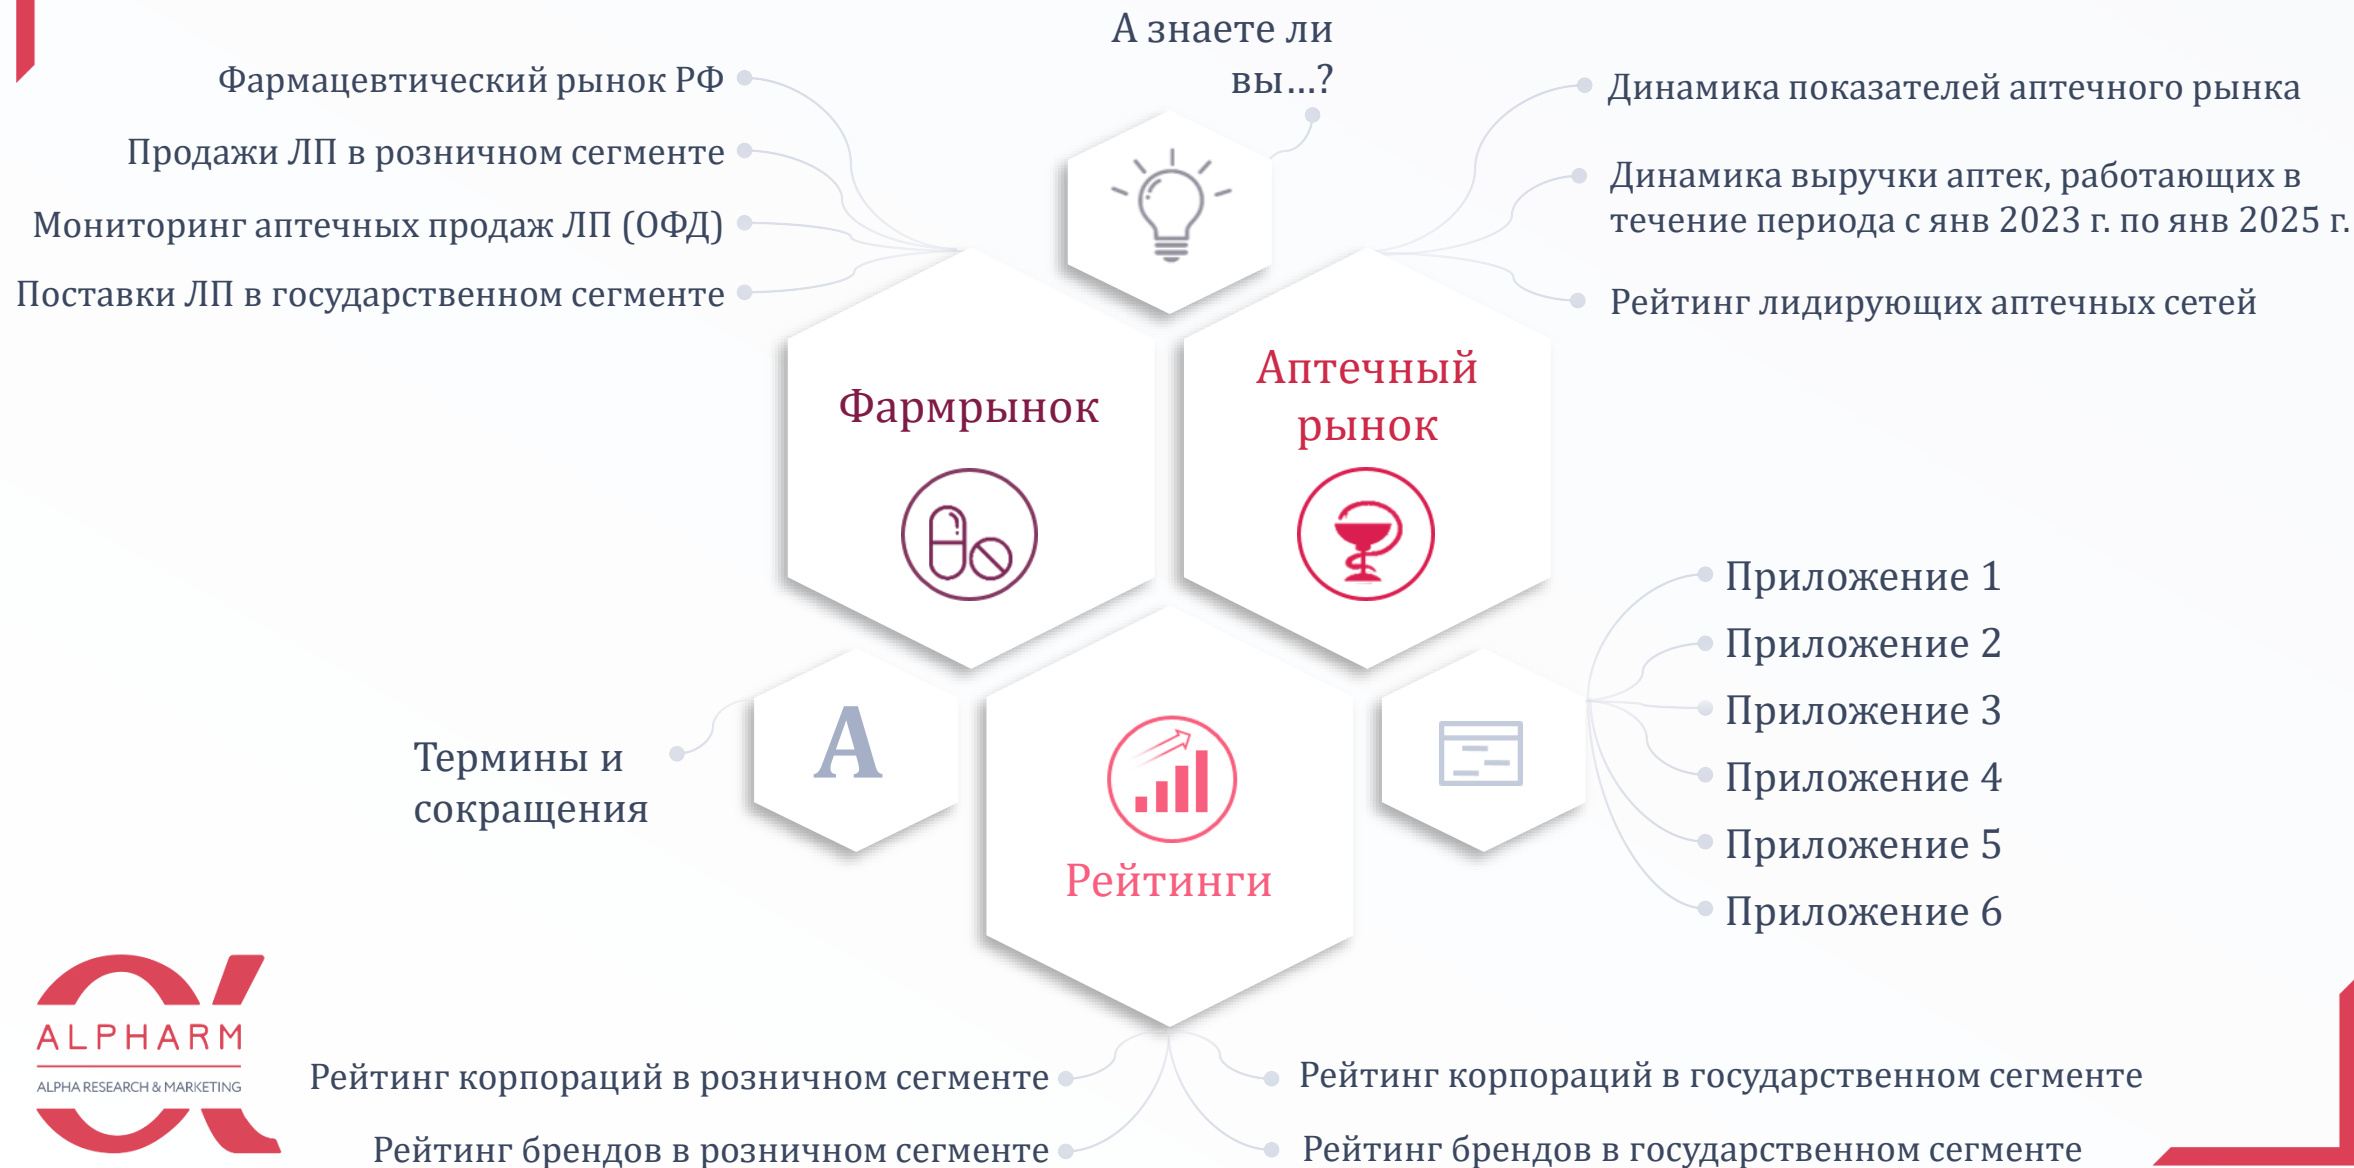 А знаете ли
вы...?
Фармацевтический рынок РФ
Продажи ЛП в розничном сегменте
Мониторинг аптечных продаж ЛП (ОФД)
Поставки ЛП в государственном сегменте
Динамика показателей аптечного рынка
Динамика выручки аптек, работающих в
течение периода с янв 2023 г. по янв 2025 г.
Рейтинг лидирующих аптечных сетей
Фармрынок
Аптечный
рынок
Приложение 1
Приложение 2
Приложение 3
Приложение 4
Приложение 5
Приложение 6
Термины и
сокращения
А
Рейтинги
ALPHARM
ALPHA RESEARCH & MARKETING
Рейтинг корпораций в розничном сегменте
Рейтинг брендов в розничном сегменте
Рейтинг корпораций в государственном сегменте
Рейтинг брендов в государственном сегменте